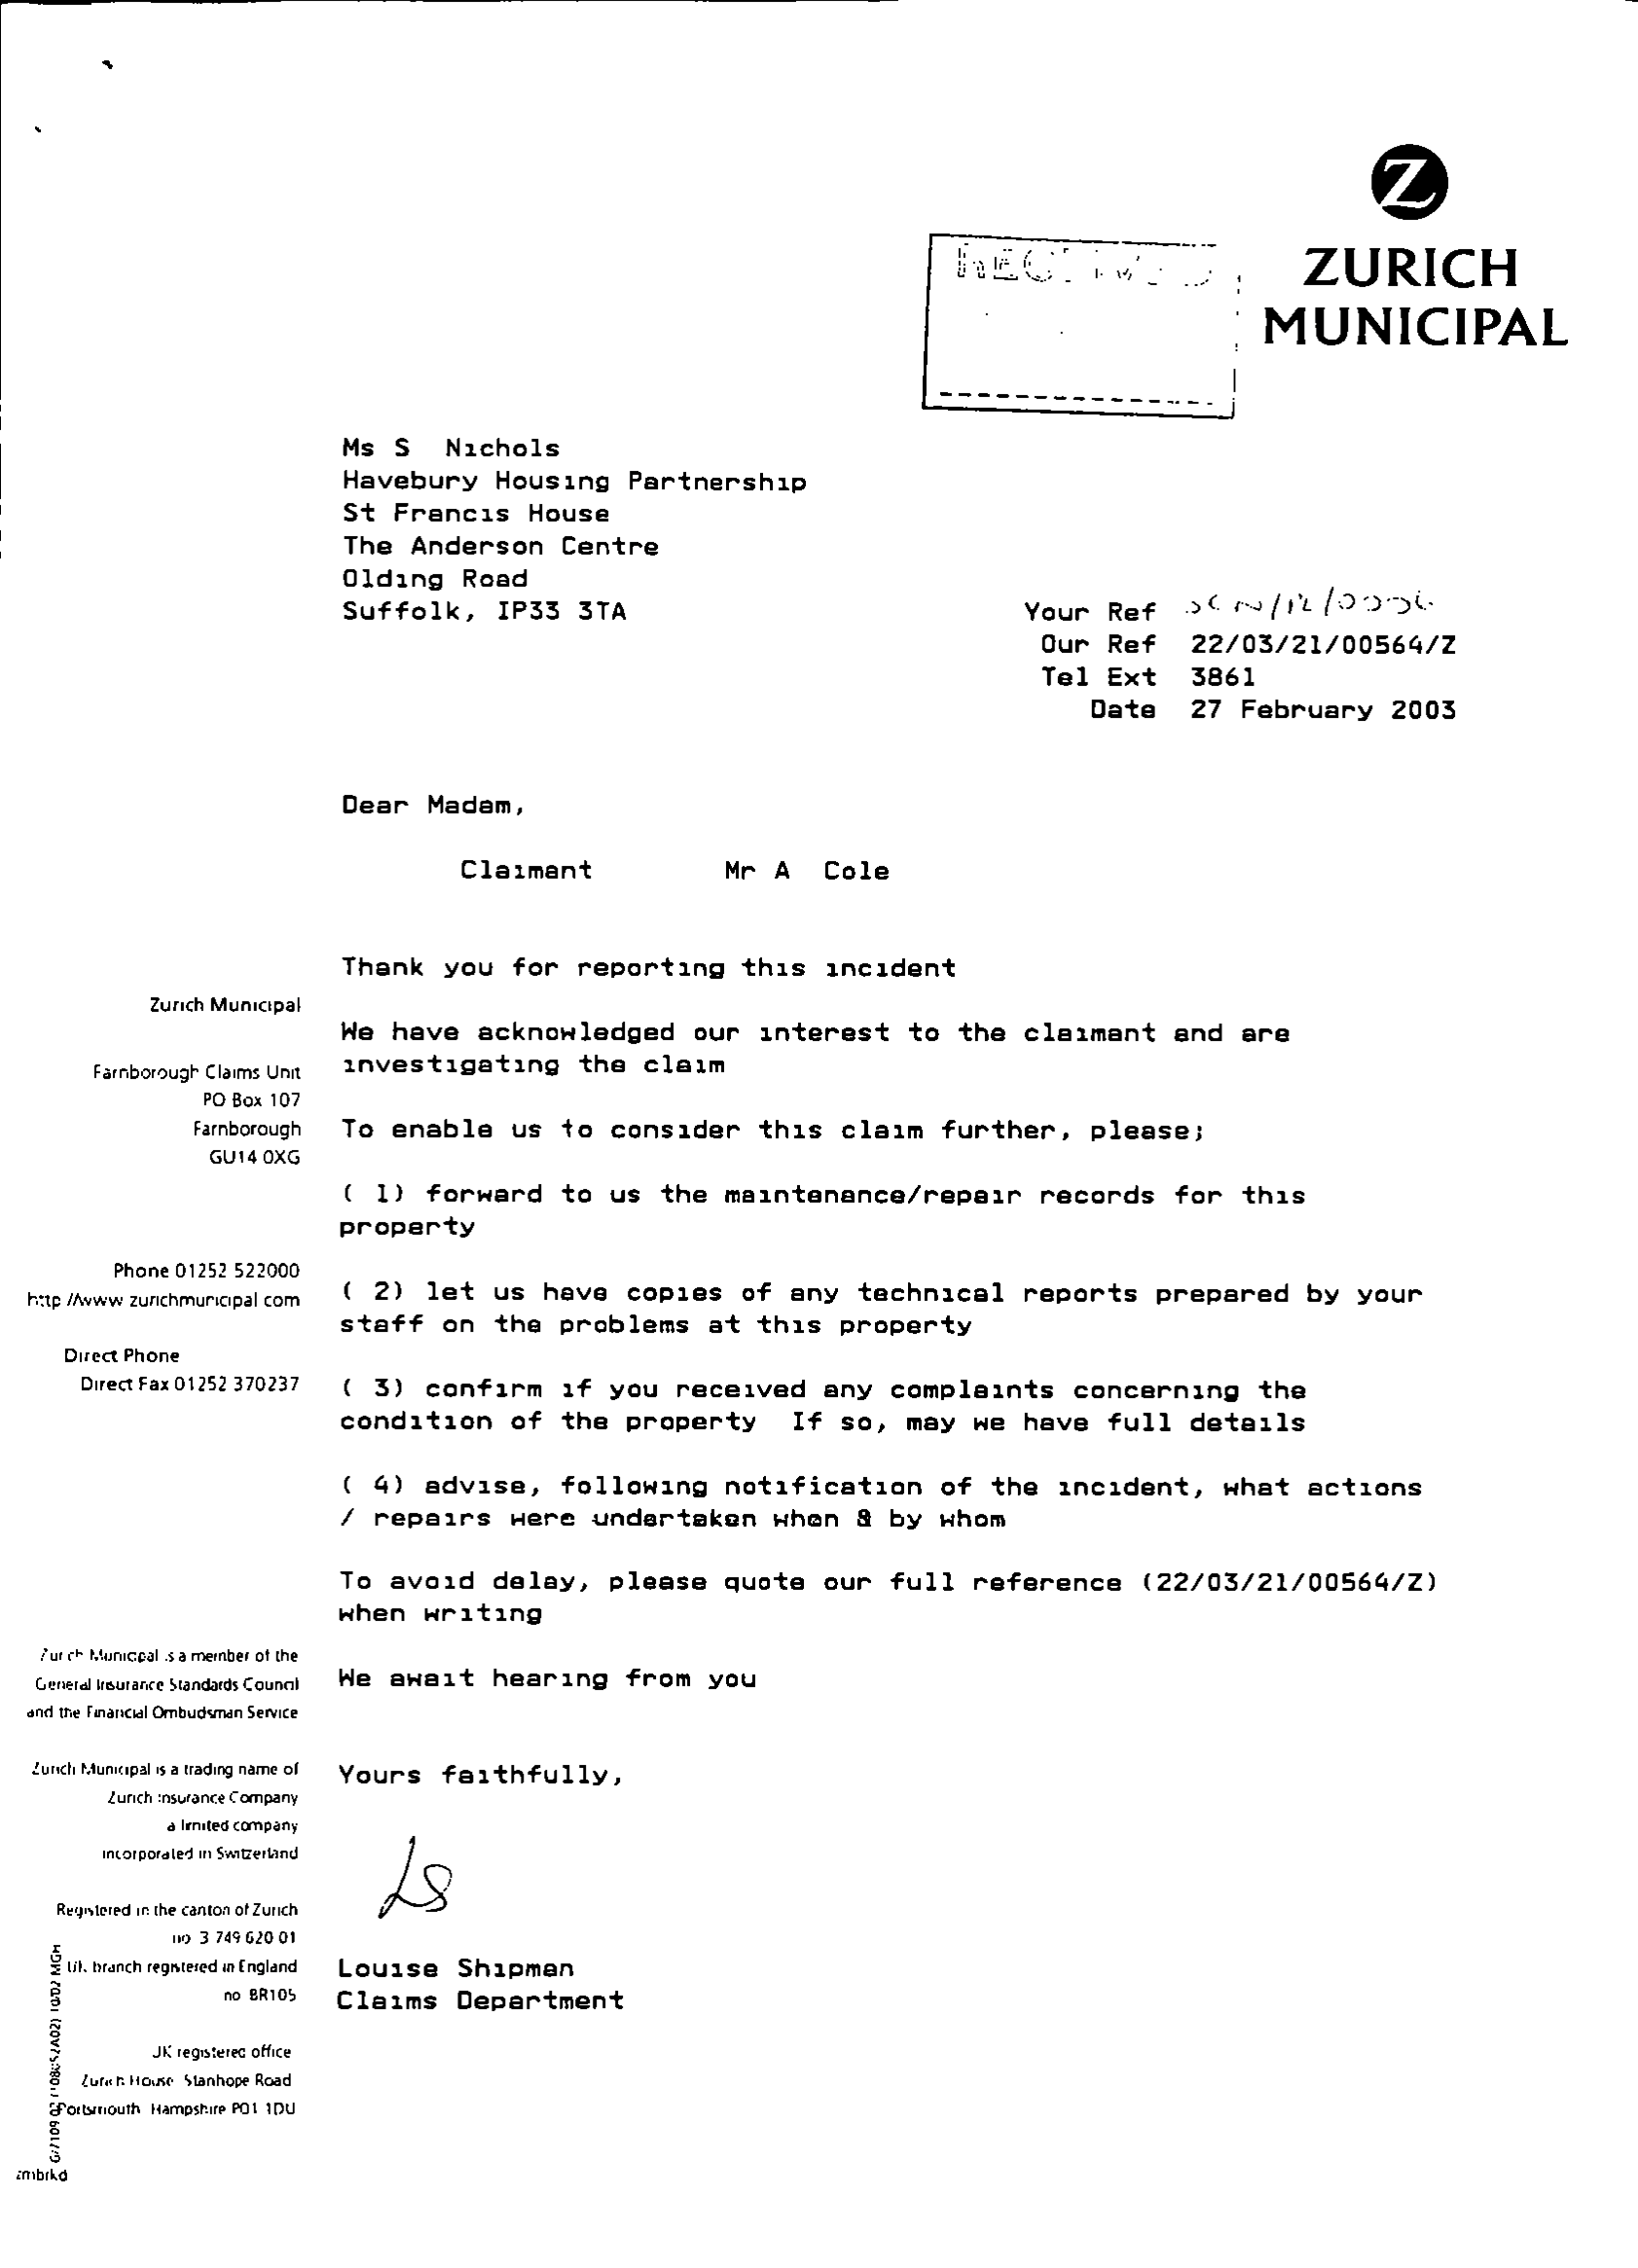 ZURICH
MUNICIPAL
Ms S Nichols
Havebury Housing Partnership
St Francis House
The Anderson Centre
Olding Road
Suffolk, IP33 3TA
Your Ref
Our Ref 22/03/21/00564/Z
Tel Ext 3861
Date 27 February 2003
Dear Madam,
Claimant Mr A Cole
Thank you for reporting this incident
We have acknowledged our interest to the claimant and are
investigating the claim
To enable us to consider this claim further, please;
( 1) forward to us the maintenance/repair records for this
property
( 2) let us have copies of any technical reports prepared by your
staff on the problems at this property
( 3) confirm if you received any complaints concerning the
condition of the property If so, may we have full details
( 4) advise, following notification of the incident, what actions
/ repairs were undertaken when & by whom
To avoid delay, please quote our full reference (22/03/21/00564/Z)
when writing
We await hearing from you
Yours faithfully,
LS
Louise Shipman
Claims Department
Zurich Municipal
Farnborough Claims Unit
PO Box 107
Farnborough
GU14 0XG
Phone 01252 522000
http //www zurichmunicipal com
Direct Phone
Direct Fax 01252 370237
Zurich Municipal is a member of the
General Insurance Standards Council
and the Financial Ombudsman Service
Zurich Municipal is a trading name of
Zurich Insurance Company
a limited company
incorporated in Switzerland
Registered in the canton of Zurich
no 3 749 620 01
UK branch registered in England
no BR105
UK registered office
Zurich House Stanhope Road
Portsmouth Hampshire PO1 1DU
zmbrkd